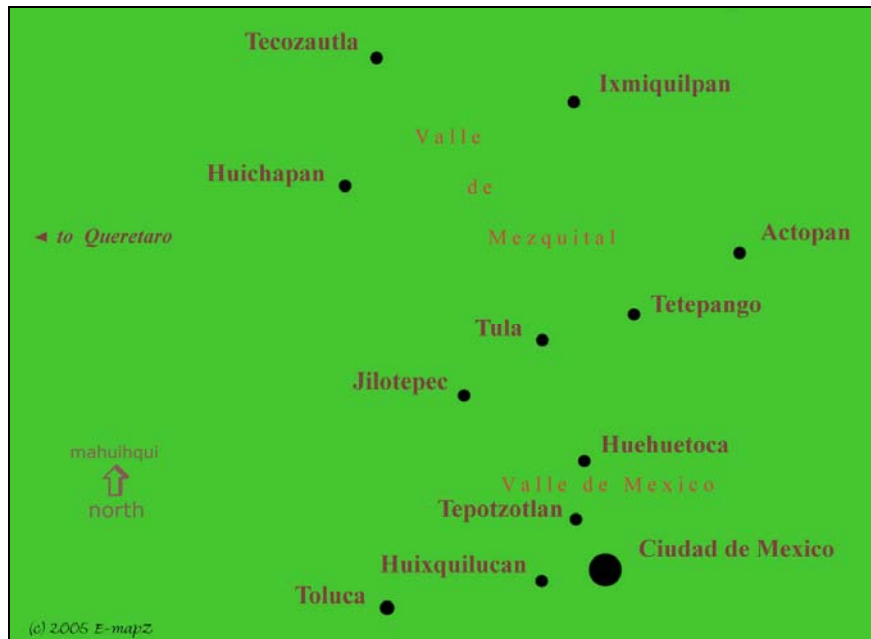 Tecozautla
Ixmiquilpan
Valle
Huichapan
de
◄ to Queretaro
Mezquital
Actopan
Tetepango
Tula
Jilotepec
Huehuetoca
mahuihqui
north
Valle de Mexico
Tepotzotlan
Ciudad de Mexico
Huixquilucan
Toluca
(c) 2005 E-mapZ